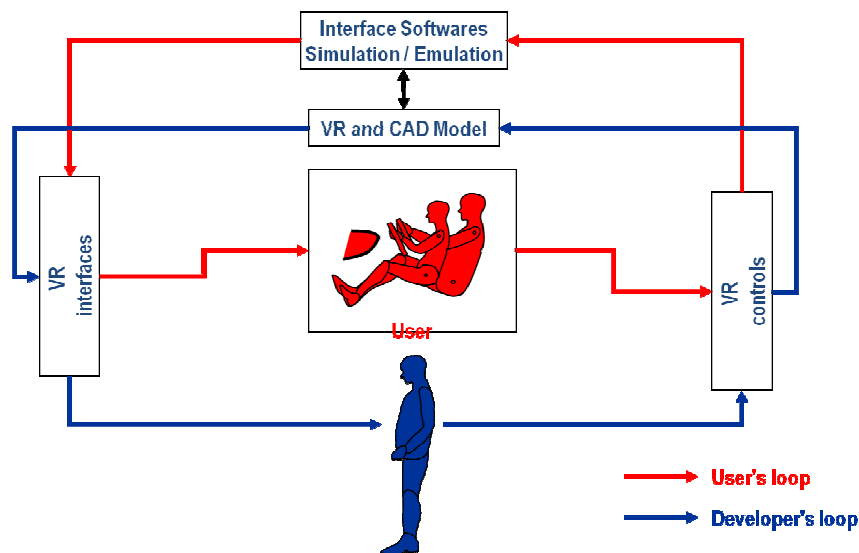 Interface Softwares
Simulation / Emulation
VR and CAD Model
VR
interfaces
User
VR
controls
User's loop
Developer's loop